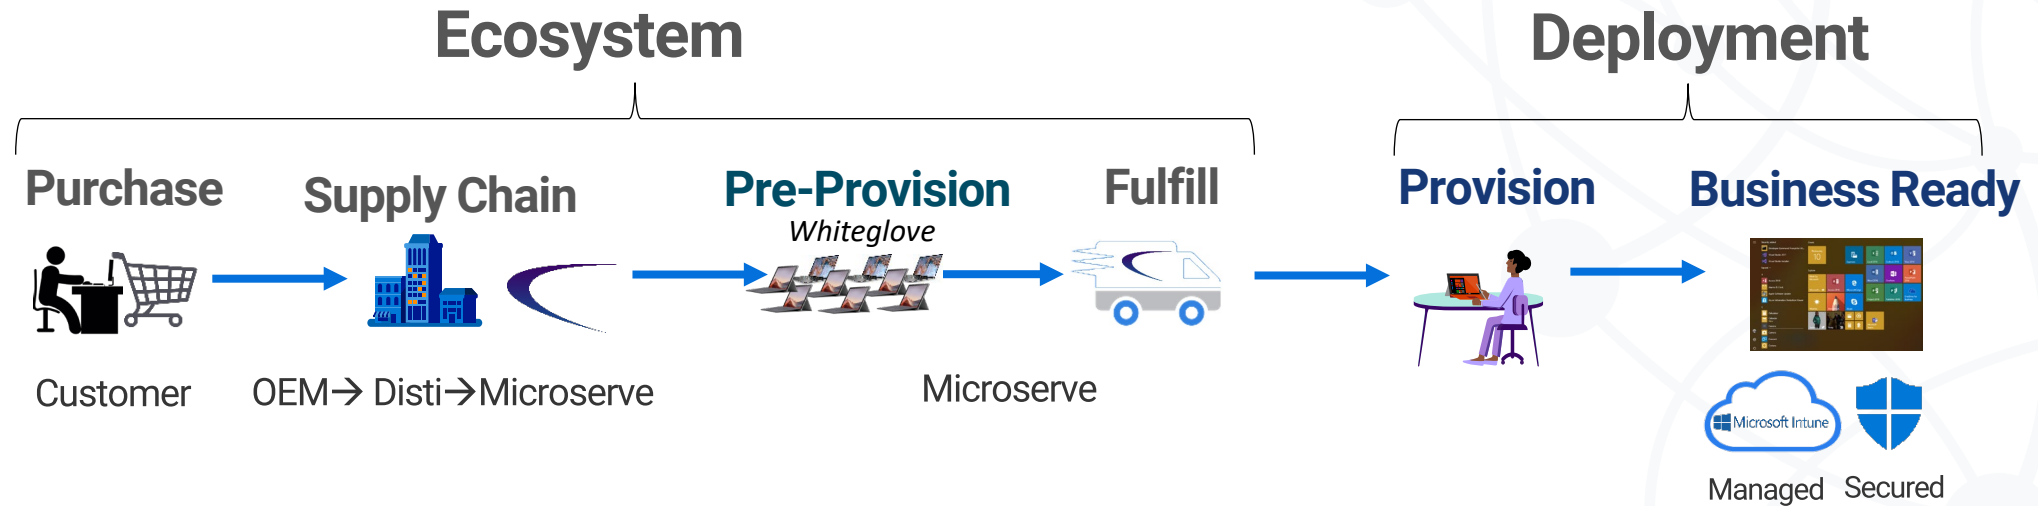 Ecosystem
Deployment
Purchase
Supply Chain
Pre-Provision
Whiteglove
Fulfill
Provision
Business Ready
Customer
OEM→ Disti→Microserve
Microserve
Microsoft Intune
Managed
Secured